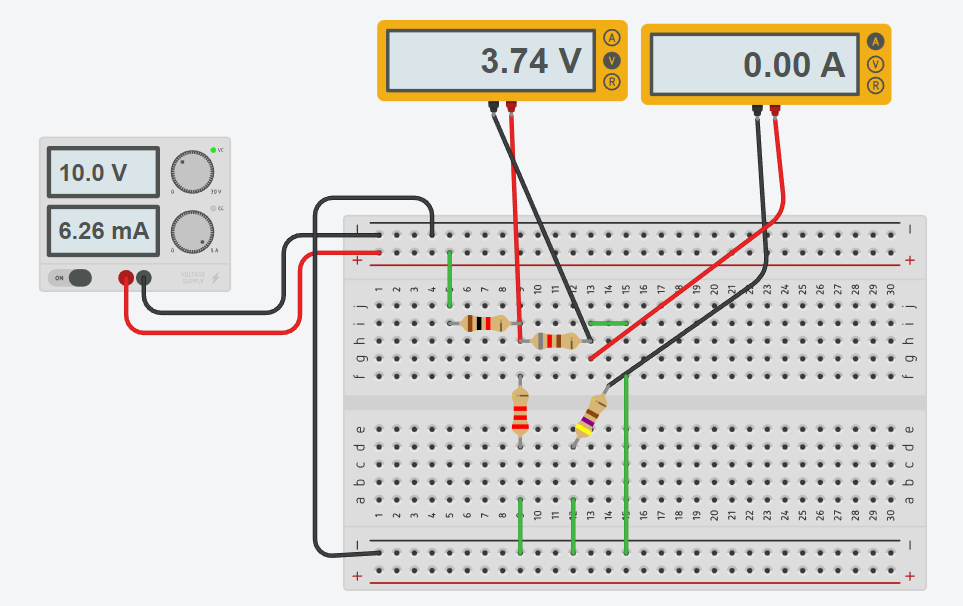 3.74 V
A
V
R
0.00 A
A
V
R
10.0 V
VC
0
30 V
6.26 mA
CC
0
5 A
ON
VOLTAGE
SUPPLY
+
+
1 2 3 4 5 6 7 8 9 10 11 12 13 14 15 16 17 18 19 20 21 22 23 24 25 26 27 28 29 30
j j
i i
h h
g g
f f
e e
d d
c c
b b
a a
1 2 3 4 5 6 7 8 9 10 11 12 13 14 15 16 17 18 19 20 21 22 23 24 25 26 27 28 29 30
+
+